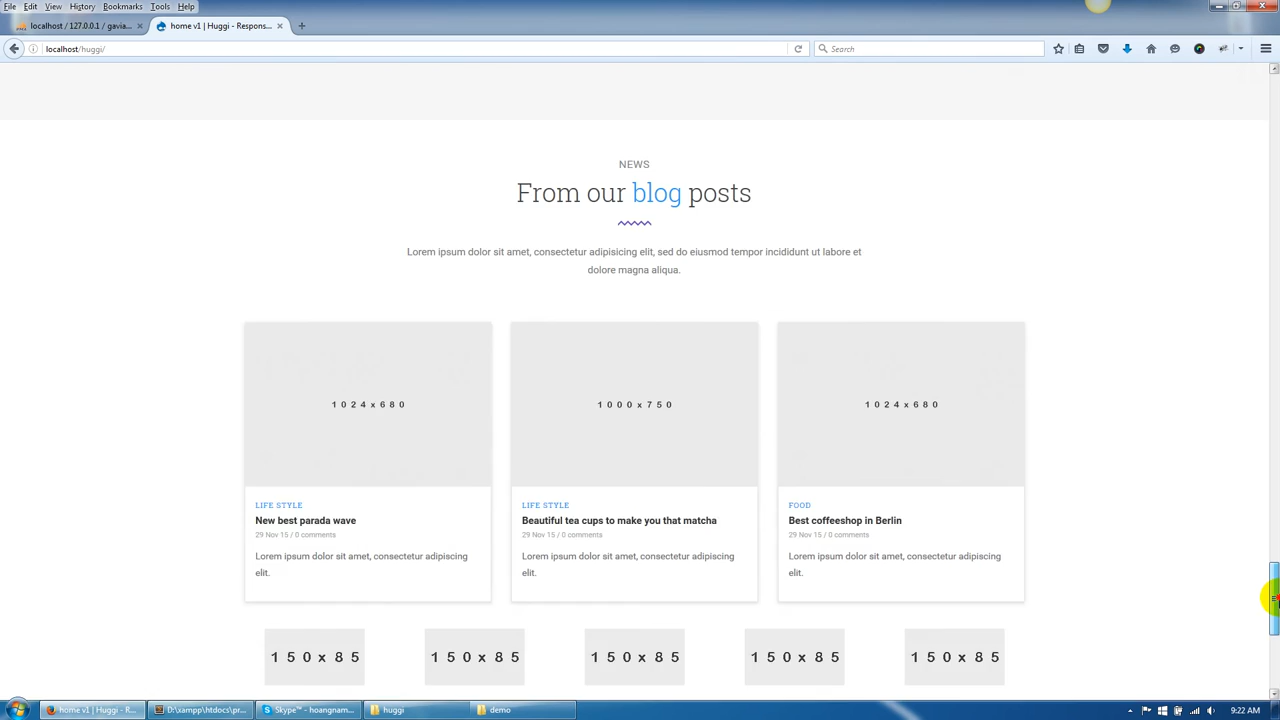 File Edit View History Bookmarks Tools Help
localhost / 127.0.0.1 / gavia...
home v1 | Huggi - Respons...
localhost/huggi/
Search
NEWS
From our blog posts
Lorem ipsum dolor sit amet, consectetur adipisicing elit, sed do eiusmod tempor incididunt ut labore et
dolore magna aliqua.
1024x680
1000x750
1024x680
LIFE STYLE
New best parada wave
29 Nov 15 / 0 comments
Lorem ipsum dolor sit amet, consectetur adipiscing
elit.
LIFE STYLE
Beautiful tea cups to make you that matcha
29 Nov 15 / 0 comments
Lorem ipsum dolor sit amet, consectetur adipiscing
elit.
FOOD
Best coffeeshop in Berlin
29 Nov 15 / 0 comments
Lorem ipsum dolor sit amet, consectetur adipiscing
elit.
150x85
150x85
150x85
150x85
150x85
home v1 | Huggi - R...
D:\xampp\htdocs\pr...
Skype™ - hoangnam...
huggi
demo
9:22 AM